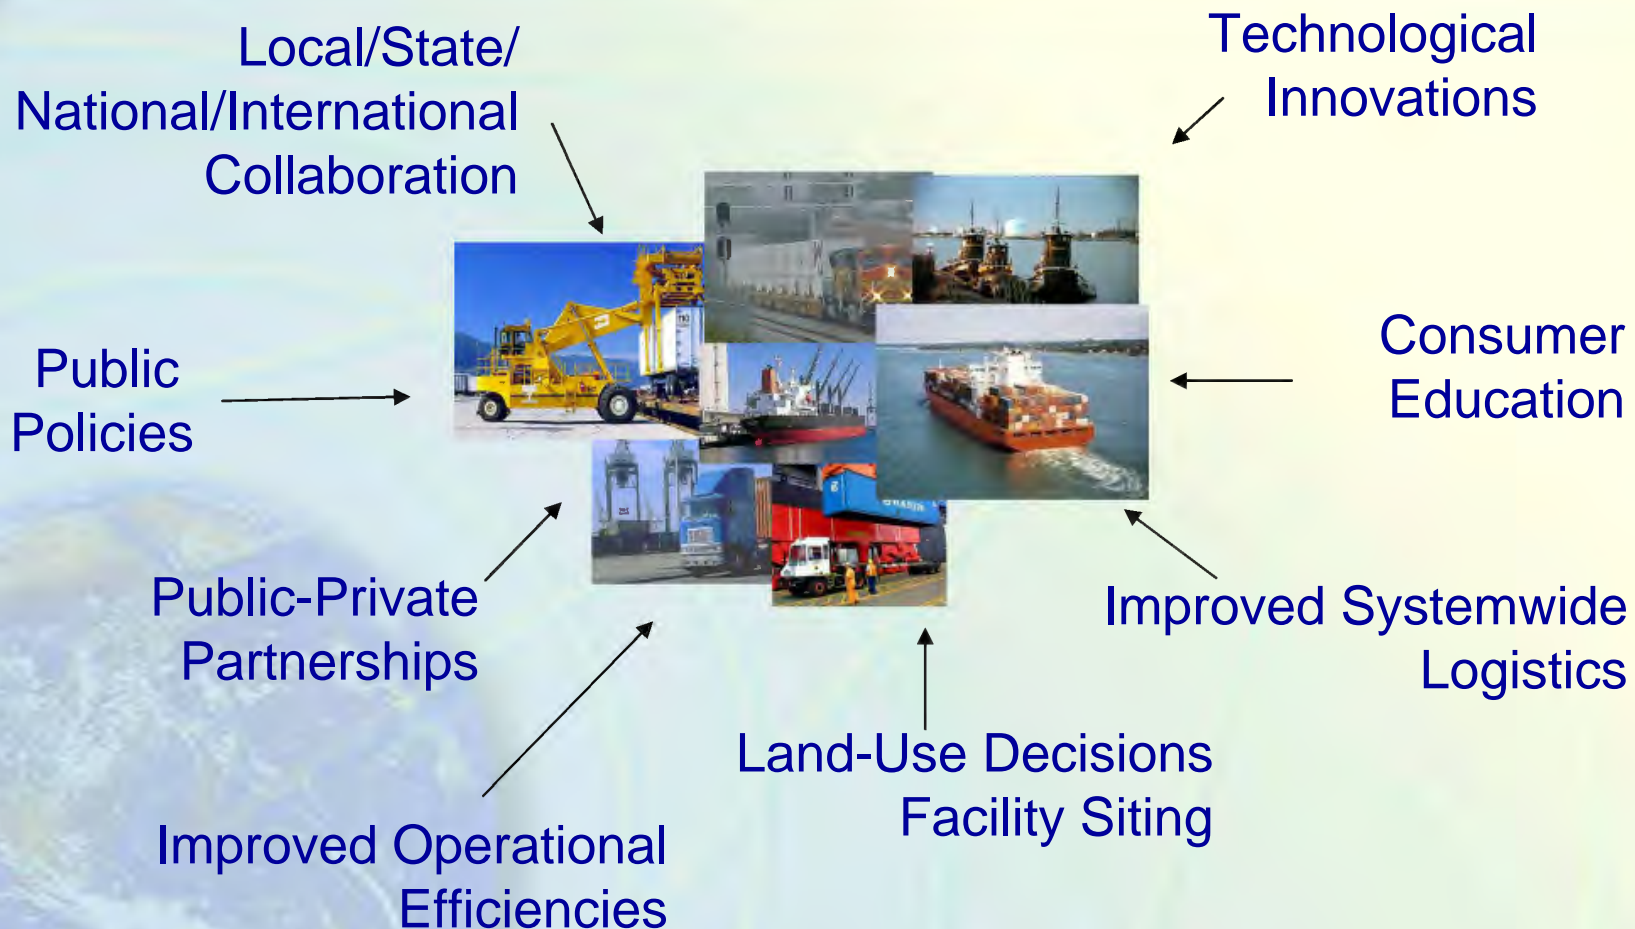 Local/State/
National/International
Collaboration
Technological
Innovations
Public
Policies
Consumer
Education
Public-Private
Partnerships
Improved Systemwide
Logistics
Land-Use Decisions
Facility Siting
Improved Operational
Efficiencies